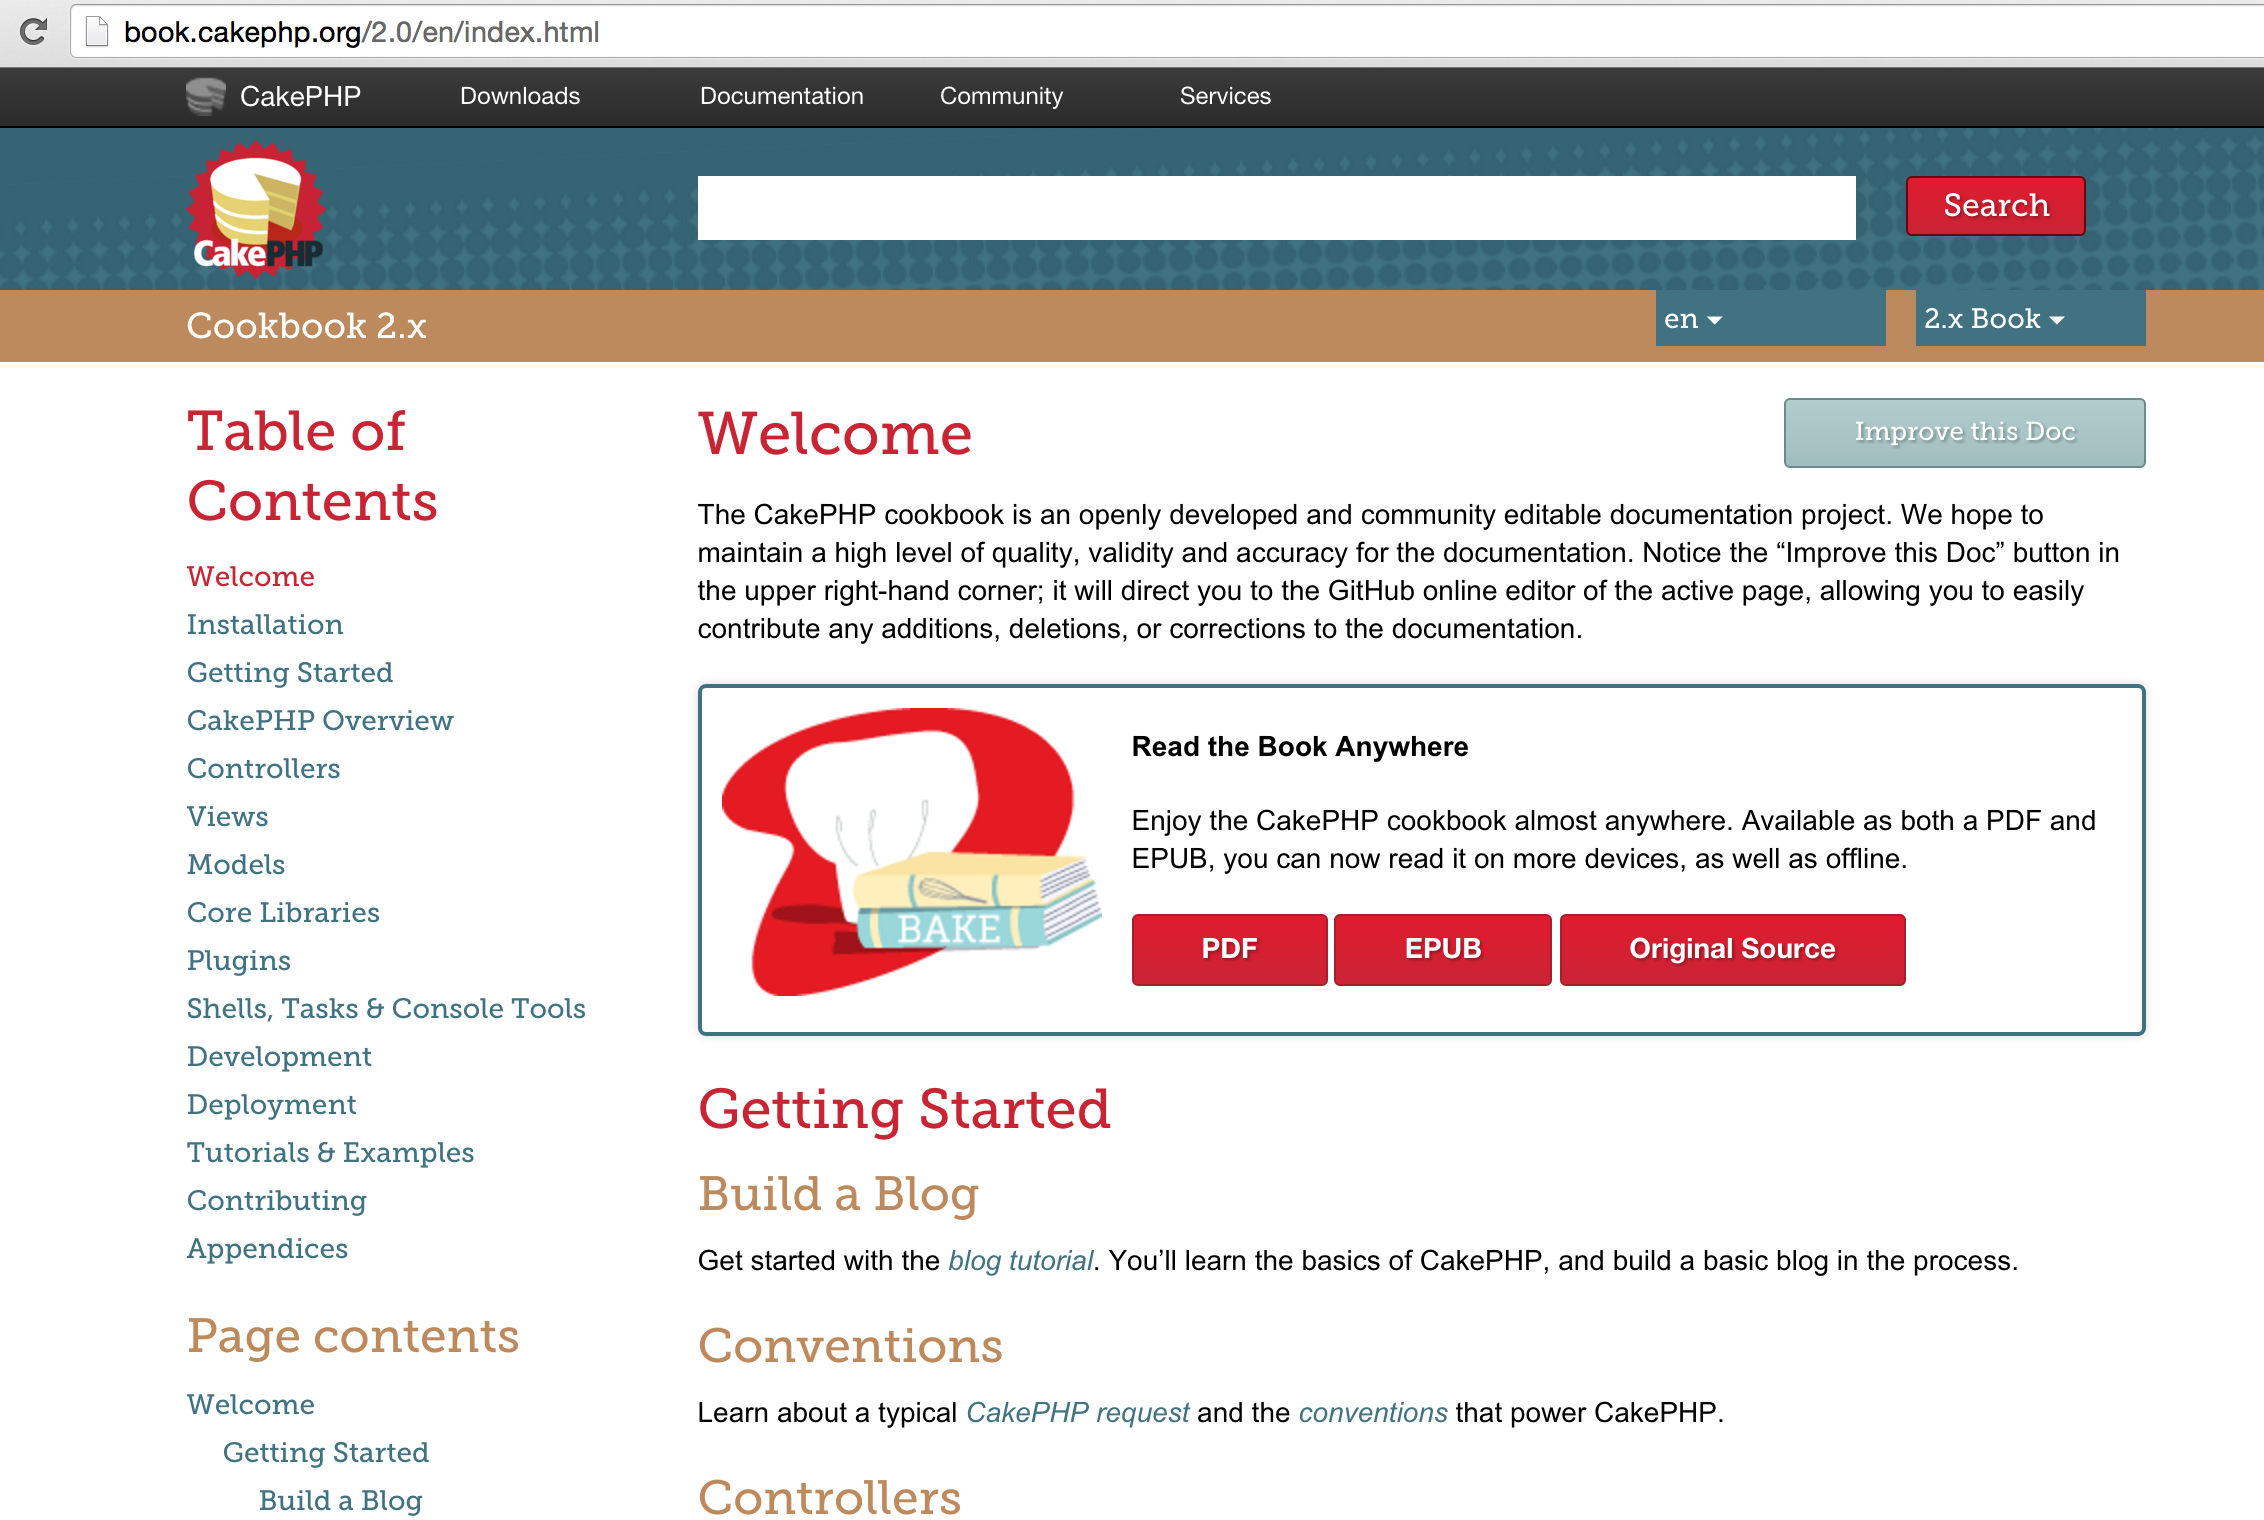 book.cakephp.org/2.0/en/index.html
CakePHP Downloads Documentation Community Services
CakePHP
Search
Cookbook 2.x
en
2.x Book
Table of
Contents
Welcome
Installation
Getting Started
CakePHP Overview
Controllers
Views
Models
Core Libraries
Plugins
Shells, Tasks & Console Tools
Development
Deployment
Tutorials & Examples
Contributing
Appendices
Page contents
Welcome
Getting Started
Build a Blog
Welcome
Improve this Doc
The CakePHP cookbook is an openly developed and community editable documentation project. We hope to
maintain a high level of quality, validity and accuracy for the documentation. Notice the “Improve this Doc” button in
the upper right-hand corner; it will direct you to the GitHub online editor of the active page, allowing you to easily
contribute any additions, deletions, or corrections to the documentation.
BAKE
Read the Book Anywhere
Enjoy the CakePHP cookbook almost anywhere. Available as both a PDF and
EPUB, you can now read it on more devices, as well as offline.
PDF EPUB Original Source
Getting Started
Build a Blog
Get started with the blog tutorial. You’ll learn the basics of CakePHP, and build a basic blog in the process.
Conventions
Learn about a typical CakePHP request and the conventions that power CakePHP.
Controllers